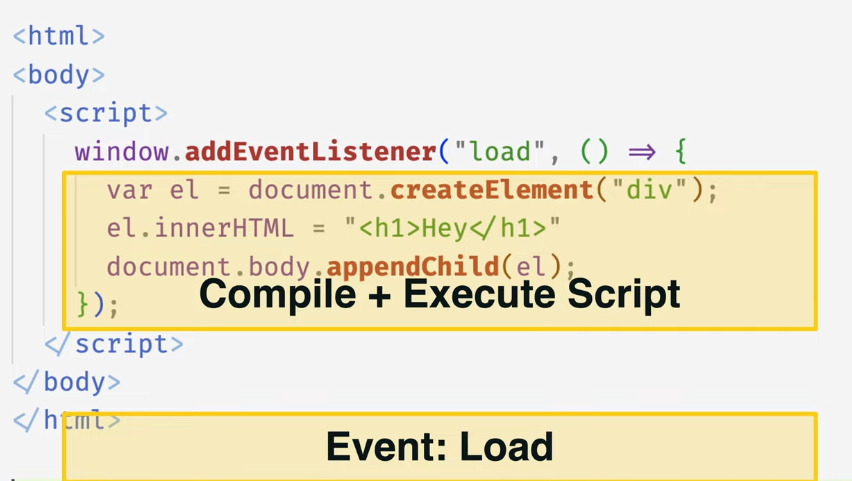 <html>
<body>
<script>
window.addEventListener("load", () => {
var el = document.createElement("div");
el.innerHTML = "<h1>Hey</h1>"
document.body.appendChild(el);
Compile + Execute Script
});
</script>
</body>
</html>
Event: Load